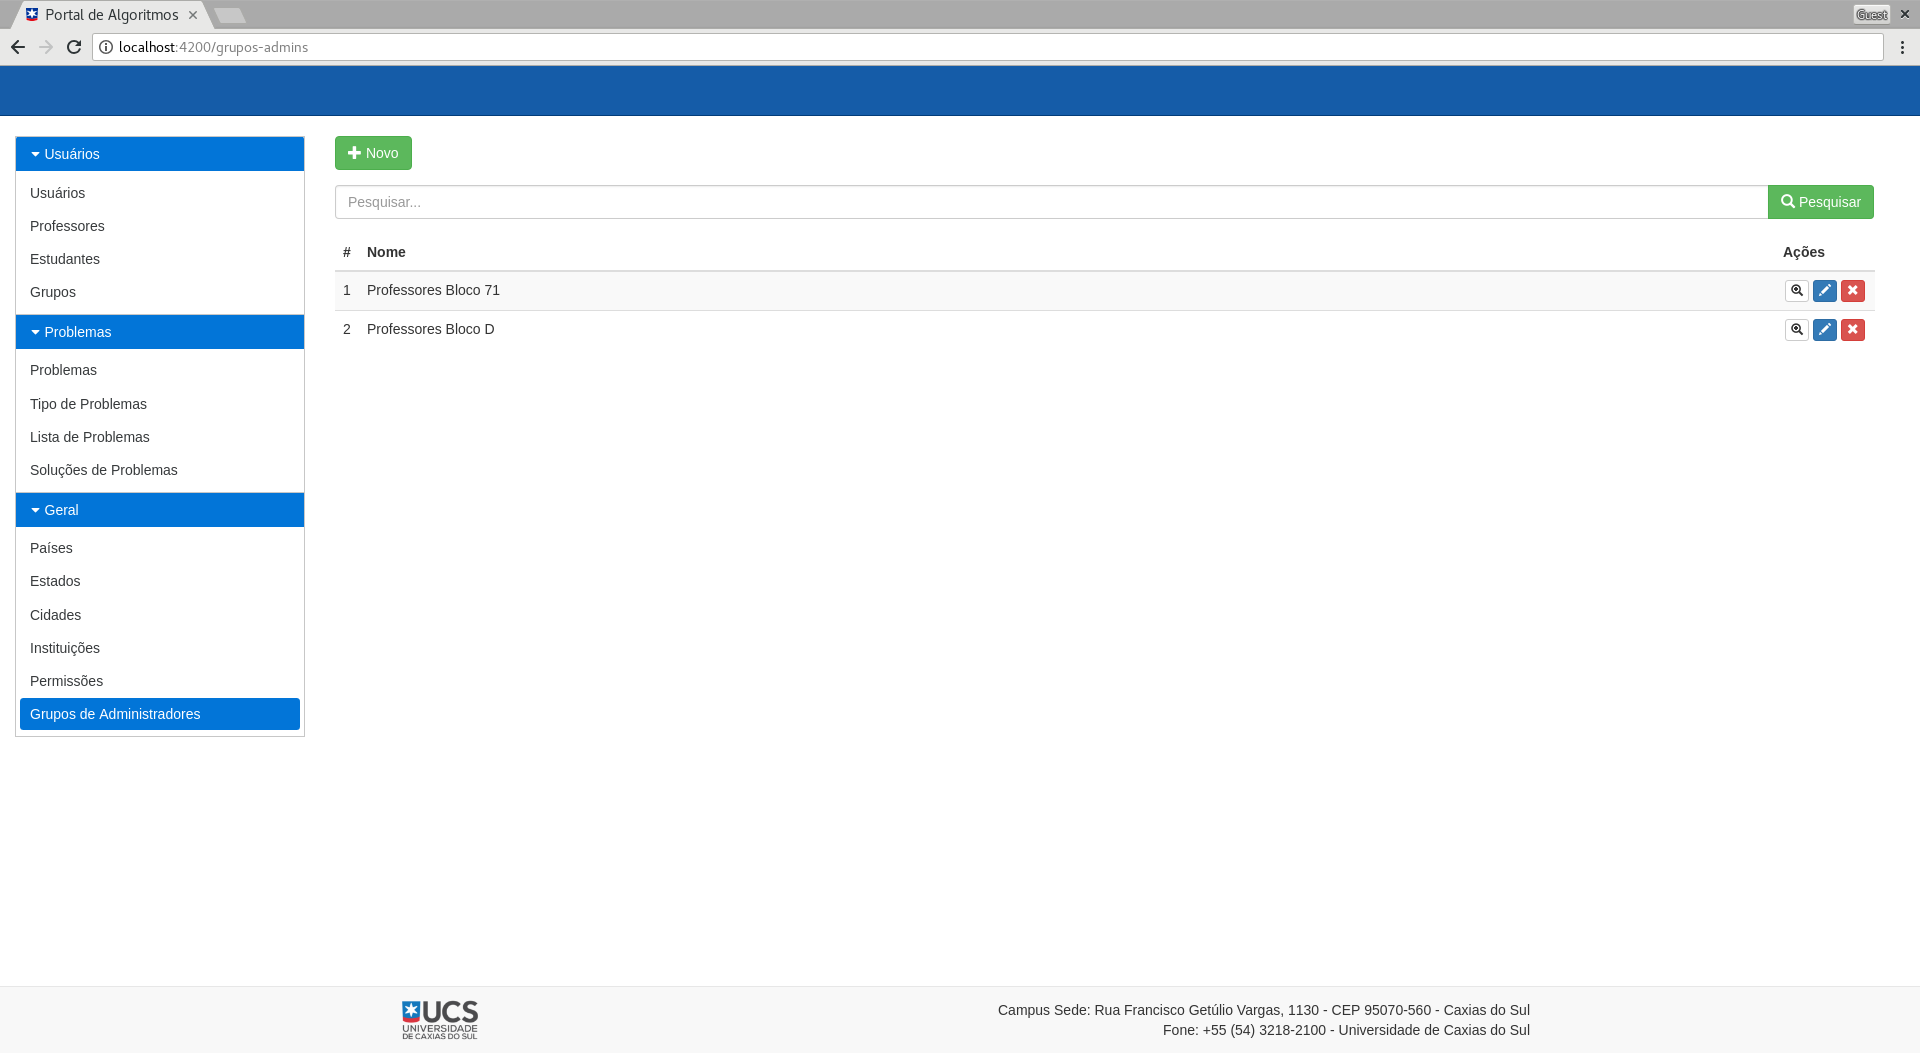 Portal de Algoritmos
Guest
localhost:4200/grupos-admins
Usuários
Usuários
Professores
Estudantes
Grupos
Problemas
Problemas
Tipo de Problemas
Lista de Problemas
Soluções de Problemas
Geral
Países
Estados
Cidades
Instituições
Permissões
Grupos de Administradores
Novo
Pesquisar...
Pesquisar
# Nome Ações
1 Professores Bloco 71
2 Professores Bloco D
UCS
UNIVERSIDADE
DE CAXIAS DO SUL
Campus Sede: Rua Francisco Getúlio Vargas, 1130 - CEP 95070-560 - Caxias do Sul
Fone: +55 (54) 3218-2100 - Universidade de Caxias do Sul